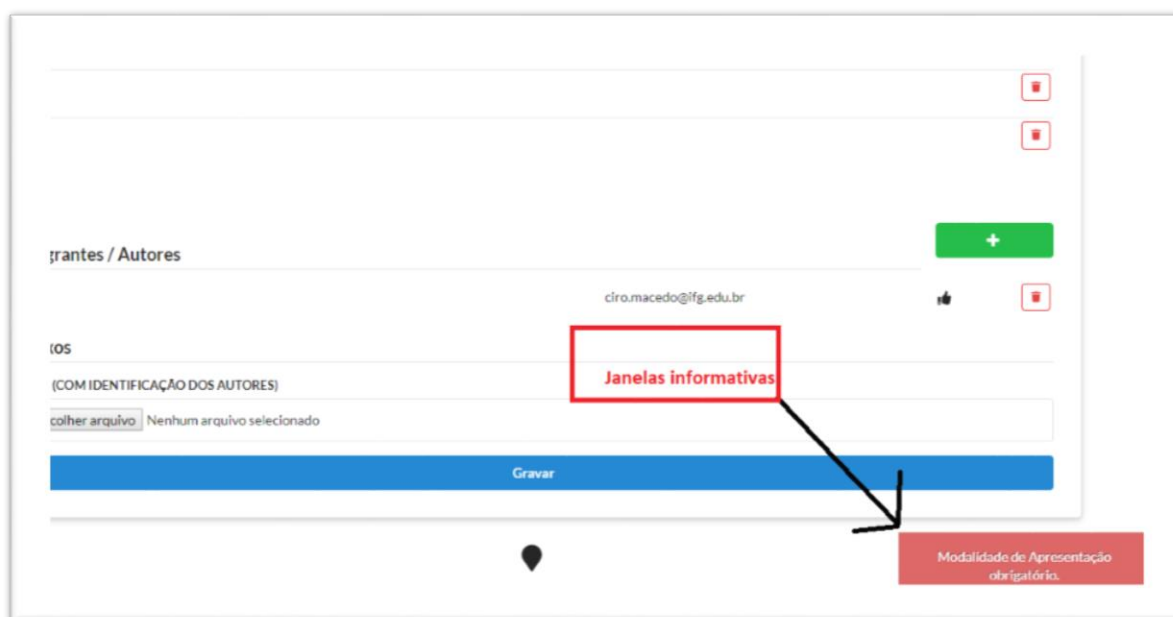 grantes / Autores
ciro.macedo@ifg.edu.br
xos
(COM IDENTIFICAÇÃO DOS AUTORES)
Janelas informativas
colher arquivo Nenhum arquivo selecionado
Gravar
Modalidade de Apresentação
obrigatório.